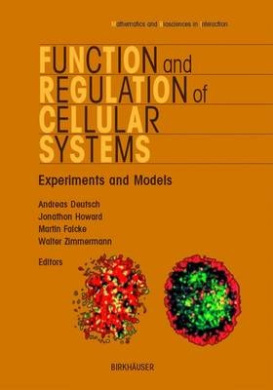 Mathematics and Biosciences in Interaction
FUNCTION and
REGULATION of
CELLULAR
SYSTEMS
Experiments and Models
Andreas Deutsch
Jonathon Howard
Martin Falcke
Walter Zimmermann
Editors
BIRKHÄUSER